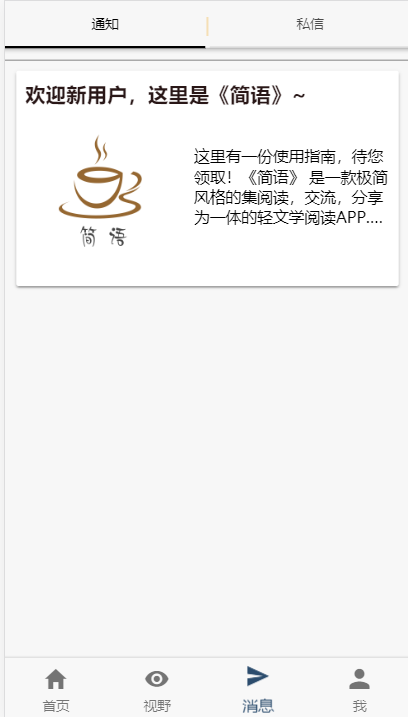 通知
私信
欢迎新用户，这里是《简语》~
这里有一份使用指南，待您
领取！《简语》 是一款极简
风格的集阅读，交流，分享
为一体的轻文学阅读APP....
简 语
首页
视野
消息
我